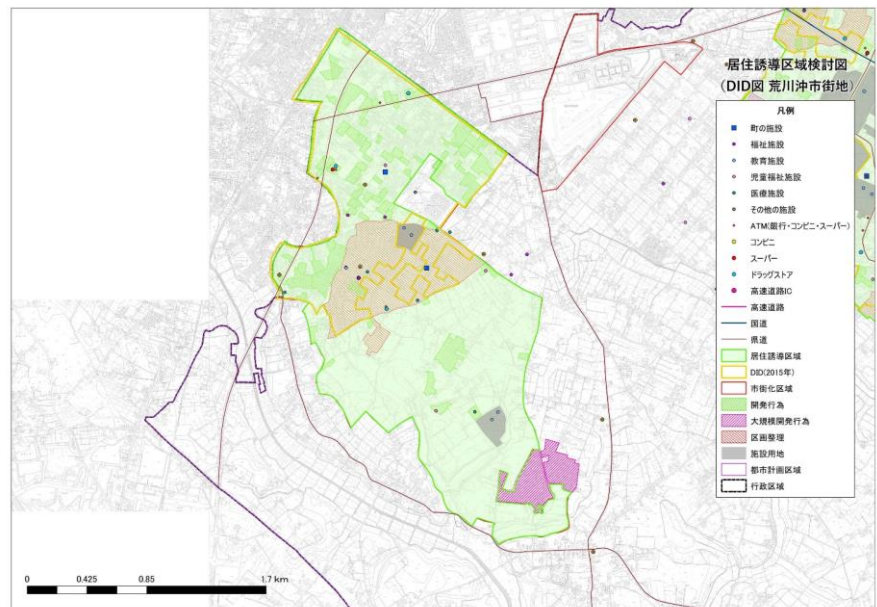 居住誘導区域検討図
(DID図 荒川沖市街地)
凡例
町の施設
福祉施設
教育施設
児童福祉施設
医療施設
その他の施設
ATM(銀行・コンビニ・スーパー)
コンビニ
スーパー
ドラッグストア
高速道路IC
高速道路
国道
県道
居住誘導区域
DID(2015年)
市街化区域
開発行為
大規模開発行為
区画整理
施設用地
都市計画区域
行政区域
0 0.425 0.85 1.7 km